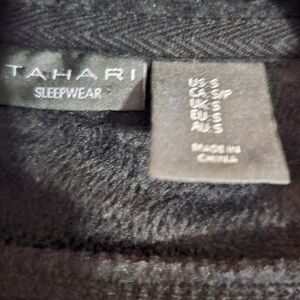 TAHARI
SLEEPWEAR
US: S
CA: S/P
UK: S
EU: S
AU: S
MADE IN
CHINA